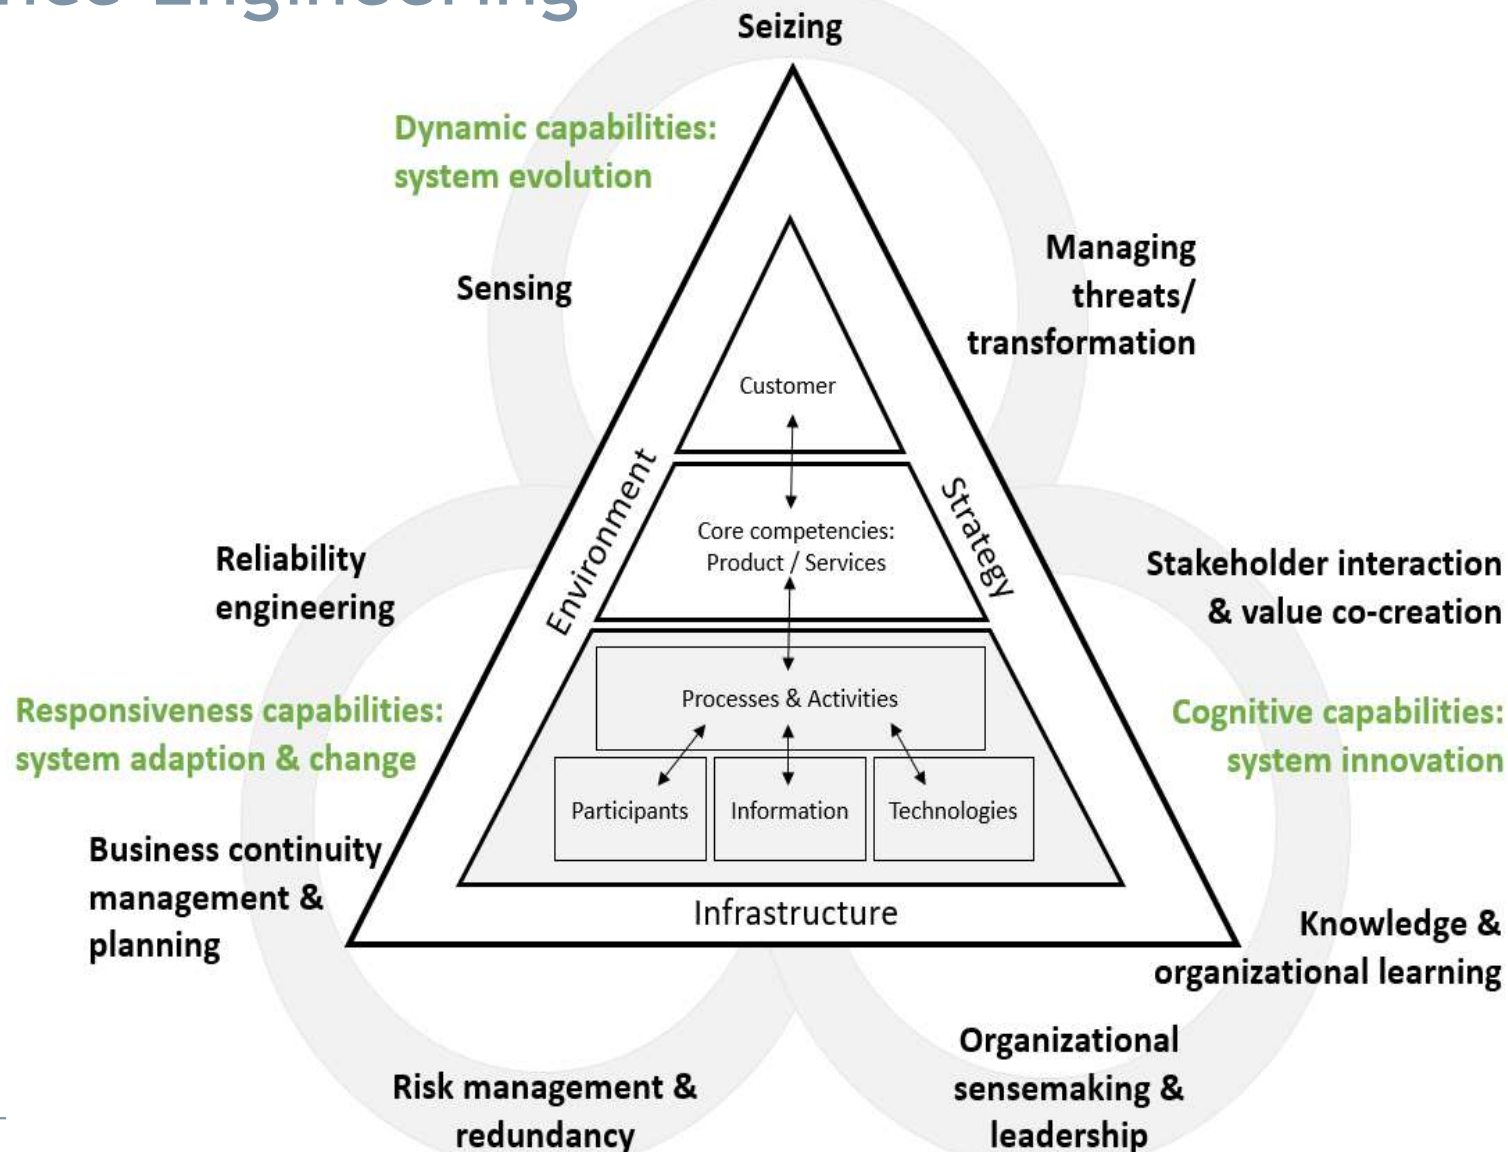 Engineering
Seizing
Dynamic capabilities:
system evolution
Sensing
Managing
threats/
transformation
Customer
Environment
Strategy
Core competencies:
Product / Services
Reliability
engineering
Stakeholder interaction
& value co-creation
Processes & Activities
Responsiveness capabilities:
system adaption & change
Cognitive capabilities:
system innovation
Participants
Information
Technologies
Business continuity
management &
planning
Infrastructure
Knowledge &
organizational learning
Organizational
sensemaking &
leadership
Risk management &
redundancy